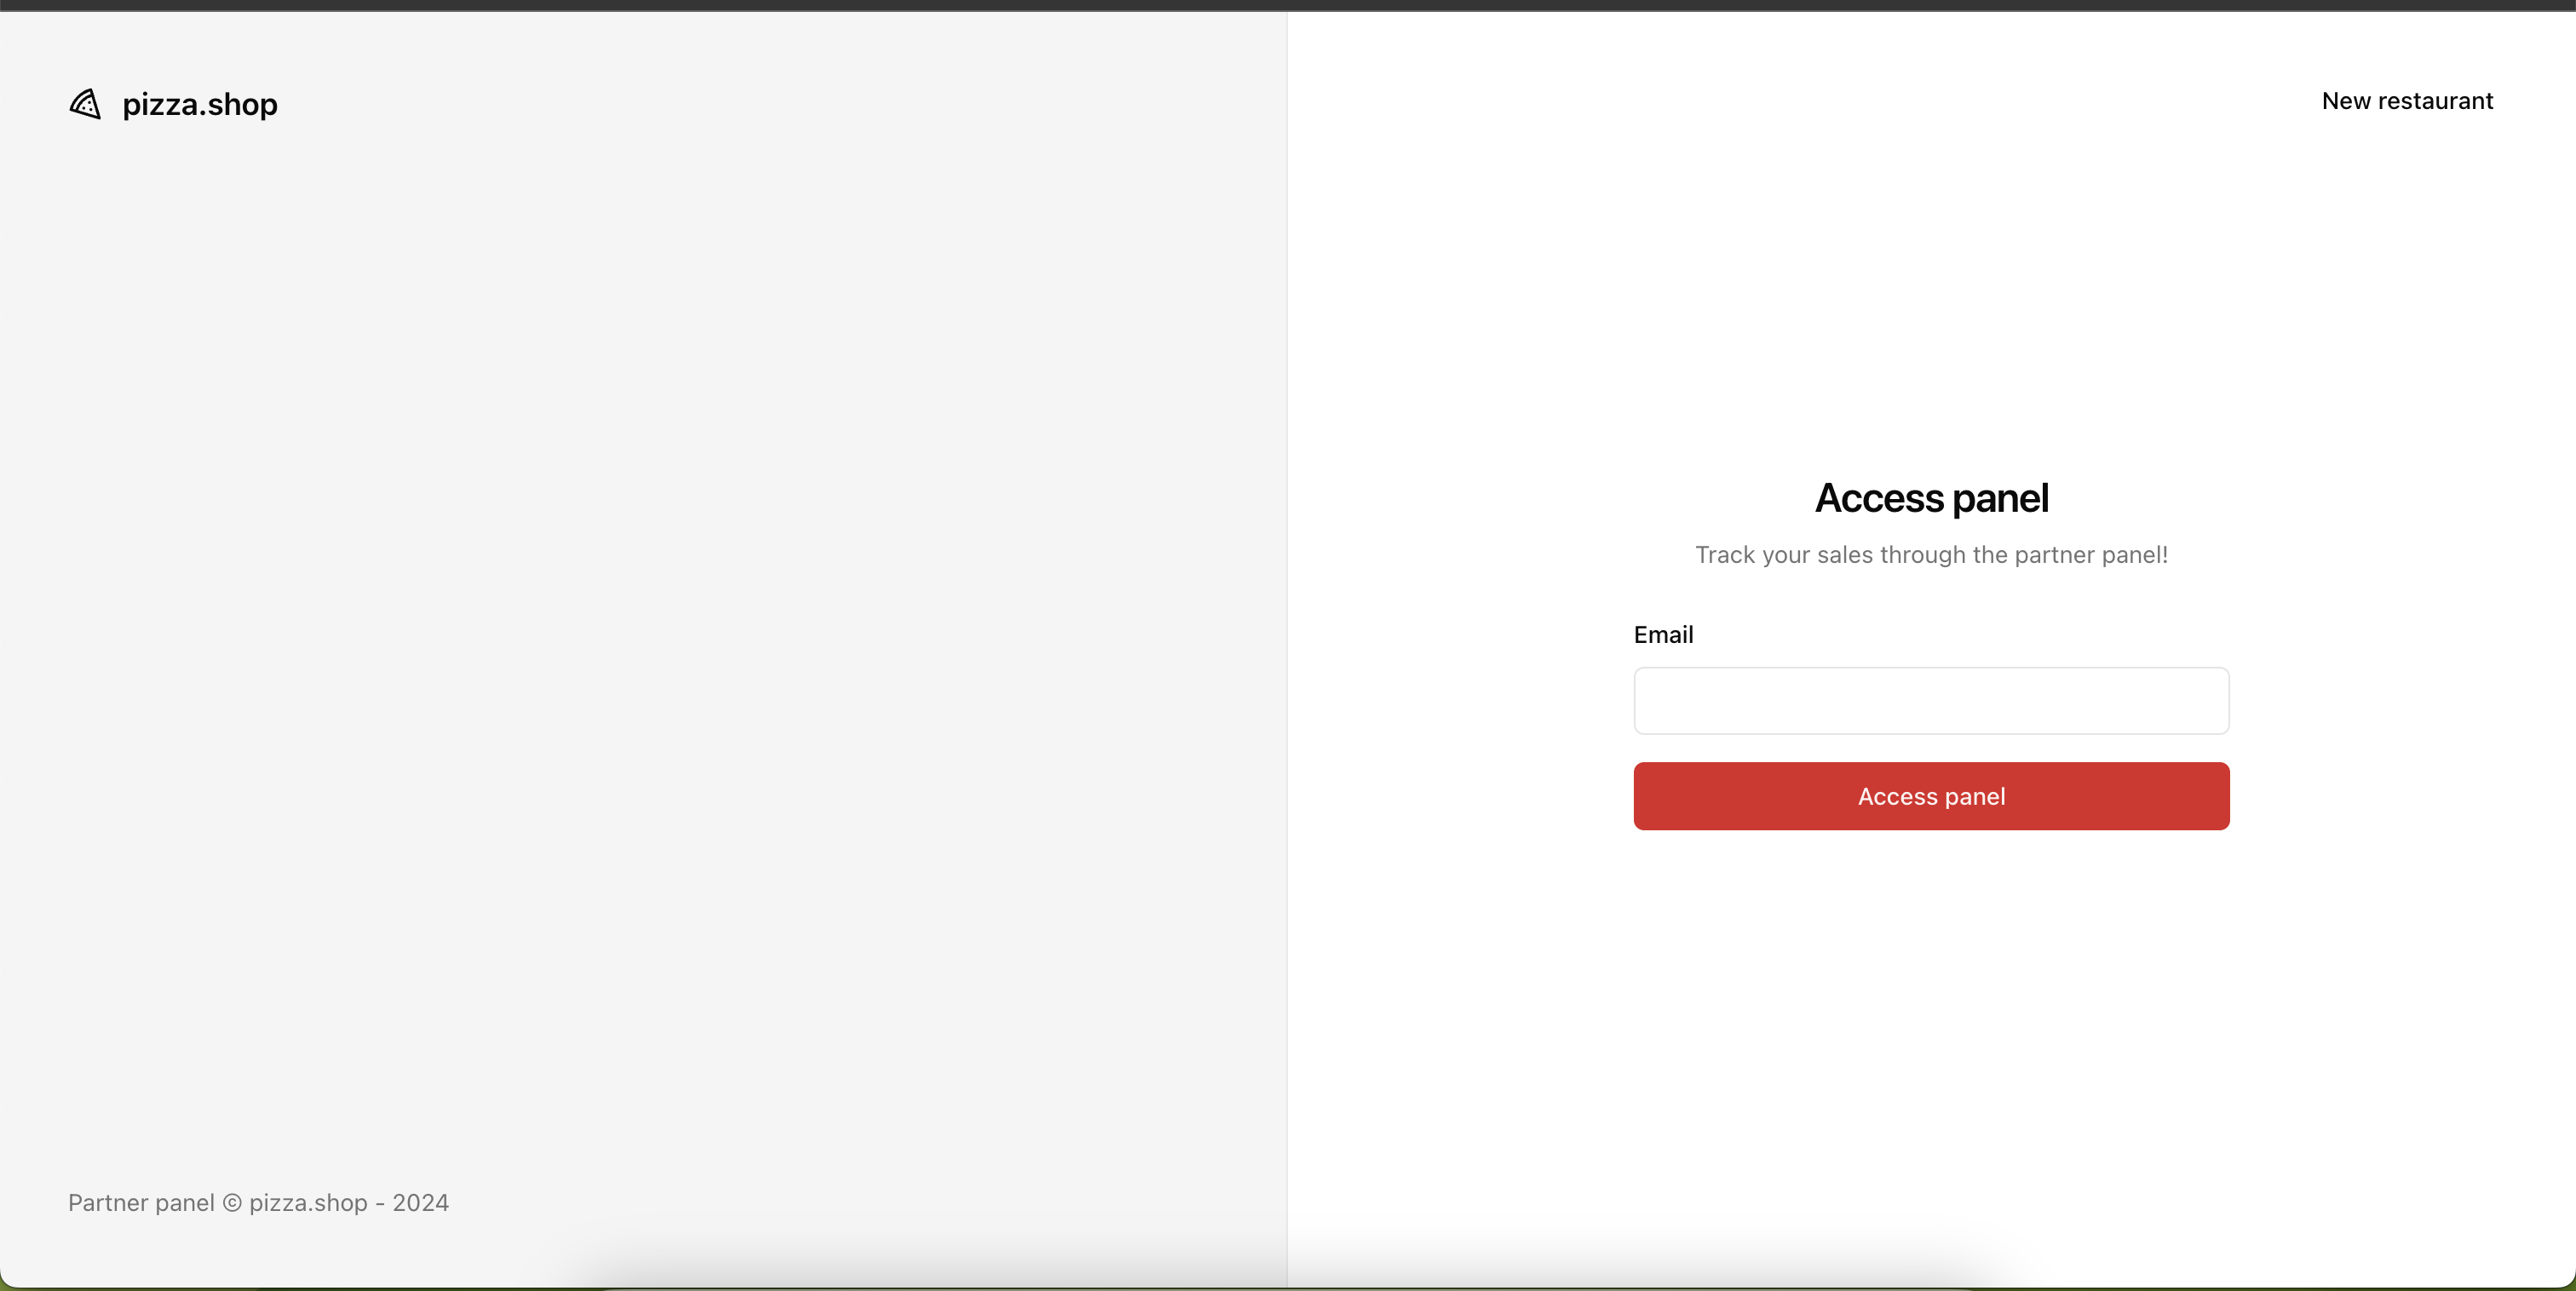 pizza.shop
New restaurant
Access panel
Track your sales through the partner panel!
Email
Access panel
Partner panel © pizza.shop - 2024